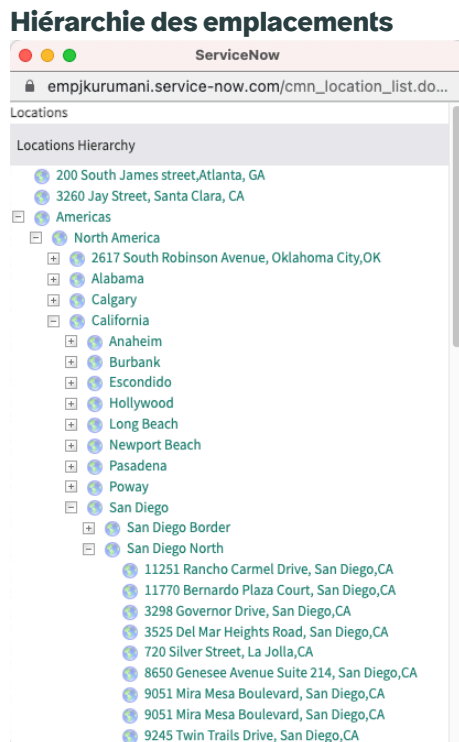 Hiérarchie des emplacements
ServiceNow
empjkurumani.service-now.com/cmn_location_list.do...
Locations
Locations Hierarchy
200 South James street,Atlanta, GA
3260 Jay Street, Santa Clara, CA
Americas
North America
2617 South Robinson Avenue, Oklahoma City,OK
Alabama
Calgary
California
Anaheim
Burbank
Escondido
Hollywood
Long Beach
Newport Beach
Pasadena
Poway
San Diego
San Diego Border
San Diego North
11251 Rancho Carmel Drive, San Diego,CA
11770 Bernardo Plaza Court, San Diego,CA
3298 Governor Drive, San Diego,CA
3525 Del Mar Heights Road, San Diego,CA
720 Silver Street, La Jolla,CA
8650 Genesee Avenue Suite 214, San Diego,CA
9051 Mira Mesa Boulevard, San Diego,CA
9051 Mira Mesa Boulevard, San Diego,CA
9245 Twin Trails Drive, San Diego,CA